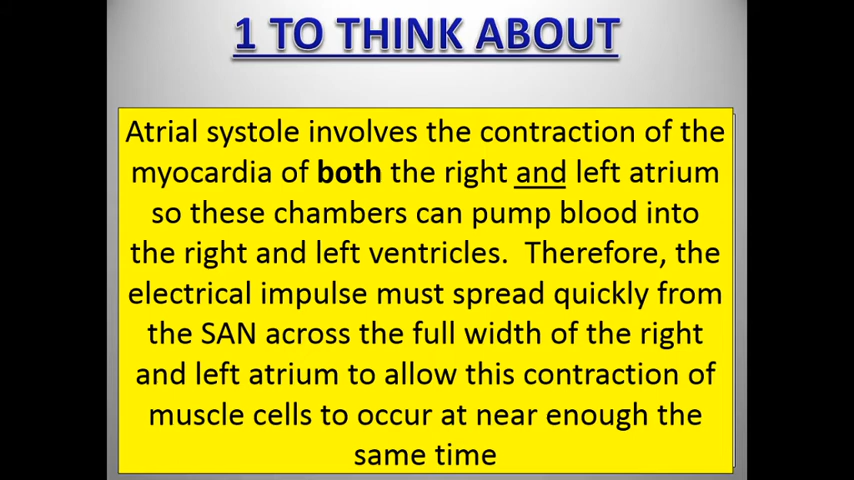 1 TO THINK ABOUT
Atrial systole involves the contraction of the
myocardia of both the right and left atrium
so these chambers can pump blood into
the right and left ventricles.  Therefore, the
electrical impulse must spread quickly from
the SAN across the full width of the right
and left atrium to allow this contraction of
muscle cells to occur at near enough the
same time